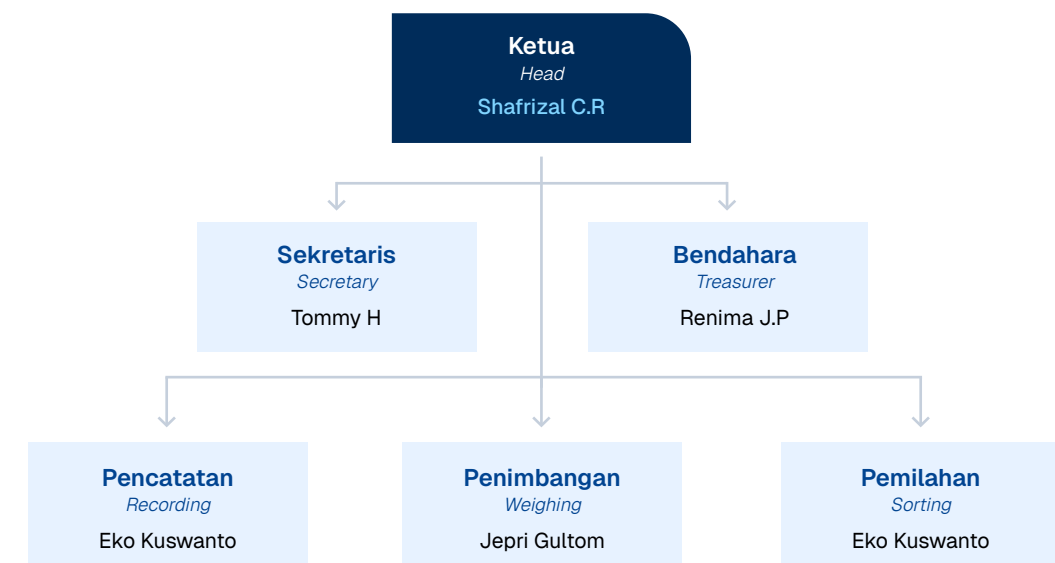 Ketua
Head
Shafrizal C.R
Sekretaris
Secretary
Tommy H
Bendahara
Treasurer
Renima J.P
Pencatatan
Recording
Eko Kuswanto
Penimbangan
Weighing
Jepri Gultom
Pemilahan
Sorting
Eko Kuswanto